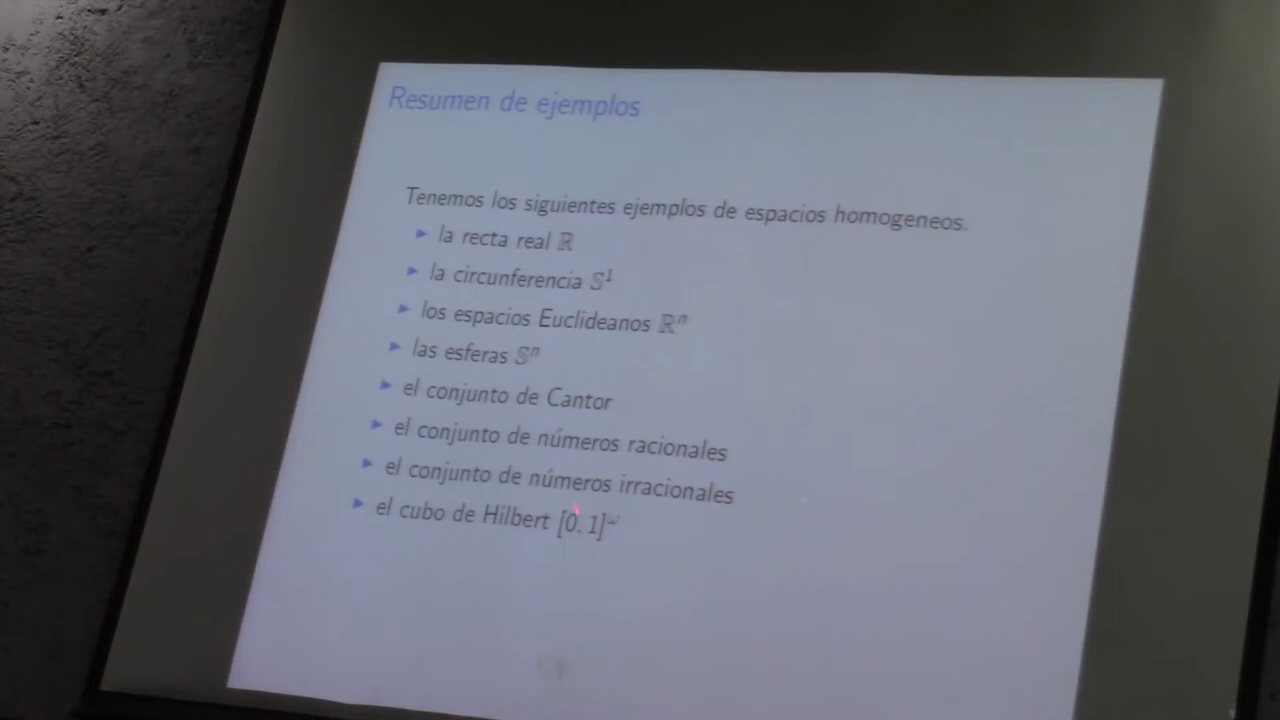 Resumen de ejemplos
Tenemos los siguientes ejemplos de espacios homogeneos.
▶ la recta real ℝ
▶ la circunferencia 𝕊¹
▶ los espacios Euclideanos ℝⁿ
▶ las esferas 𝕊ⁿ
▶ el conjunto de Cantor
▶ el conjunto de números racionales
▶ el conjunto de números irracionales
▶ el cubo de Hilbert [0, 1]^ω